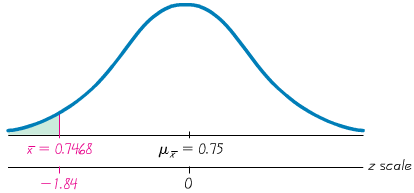 x̄ = 0.7468 μx̄ = 0.75
z scale
−1.84 0